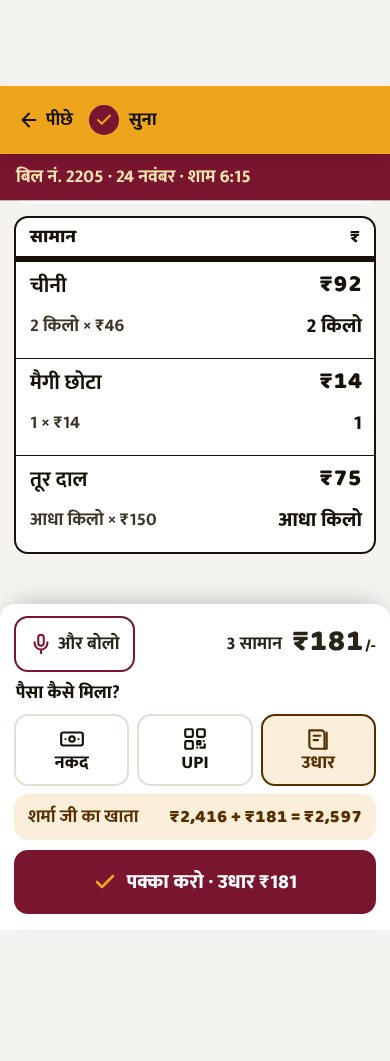 पीछे
सुना
बिल नं. 2205 · 24 नवंबर · शाम 6:15
सामान ₹
चीनी ₹92
2 किलो × ₹46 2 किलो
मैगी छोटा ₹14
1 × ₹14 1
तूर दाल ₹75
आधा किलो × ₹150 आधा किलो
और बोलो
3 सामान ₹181/-
पैसा कैसे मिला?
नकद
UPI
उधार
शर्मा जी का खाता ₹2,416 + ₹181 = ₹2,597
पक्का करो · उधार ₹181